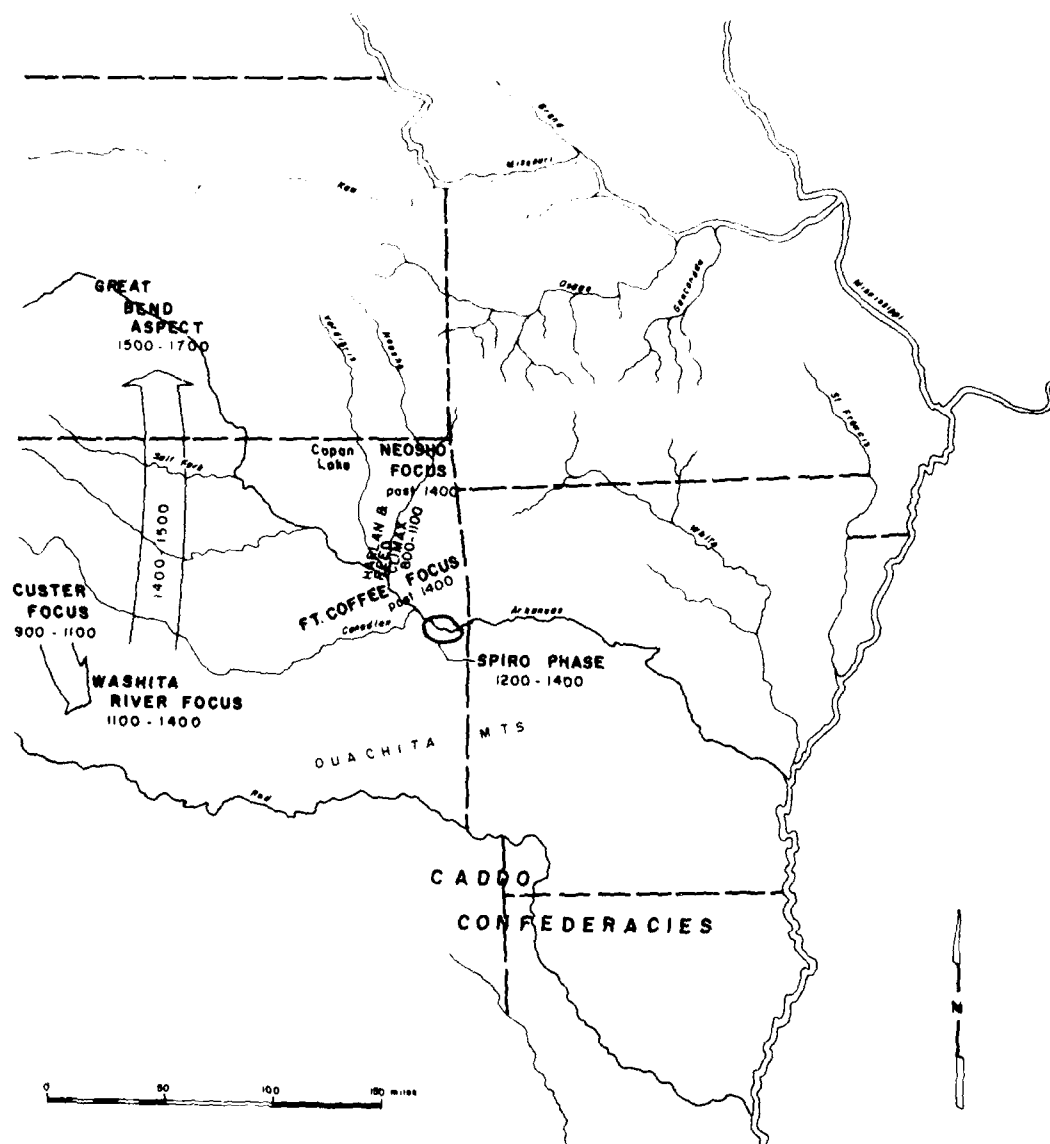 Grand
Missouri
Kaw
GREAT
BEND
ASPECT
1500 - 1700
Osage
Gasconade
Mississippi
Verdigris
Neosho
St Francis
Salt Fork
Copan
Lake
NEOSHO
FOCUS
post 1400
1400 - 1500
HARLAN &
REED
CLIMAX
800-1100
White
CUSTER
FOCUS
900 - 1100
FT. COFFEE FOCUS
post 1400
Canadian
Arkansas
SPIRO PHASE
1200 - 1400
WASHITA
RIVER FOCUS
1100 - 1400
OUACHITA MTS
Red
CADDO
CONFEDERACIES
N
0 50 100 150 miles